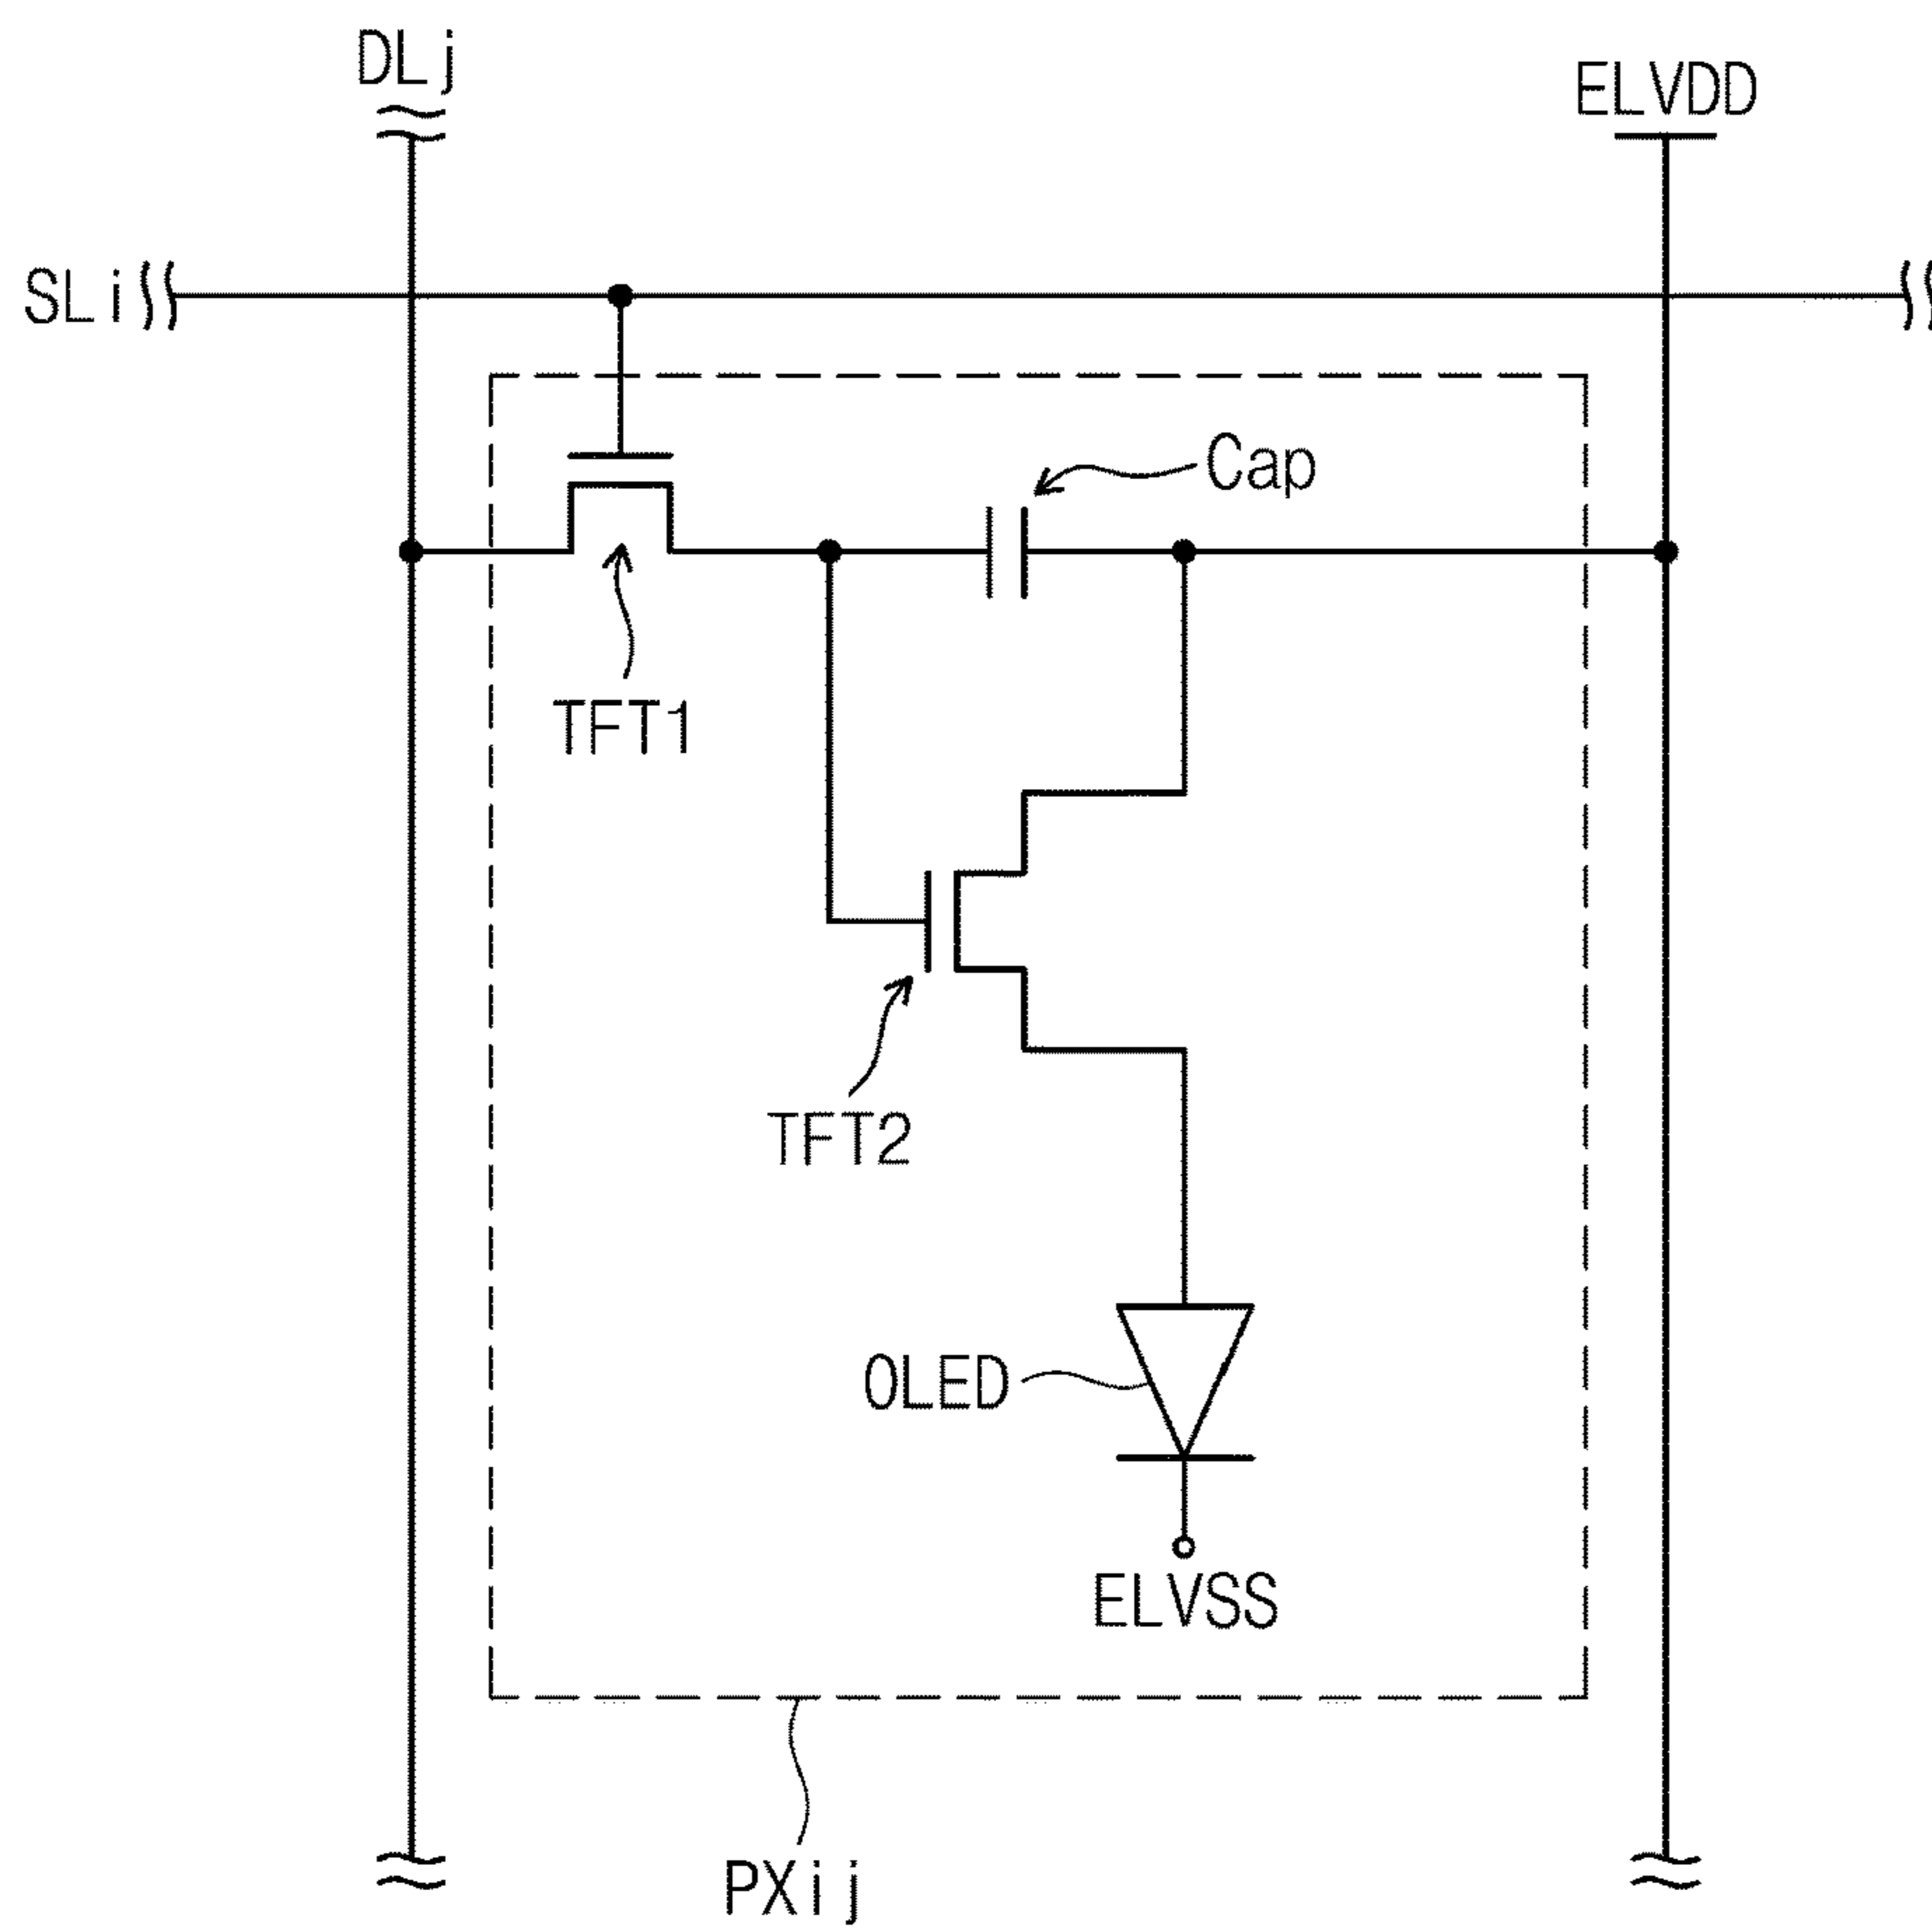 DLj
ELVDD
SLi
Cap
TFT1
TFT2
OLED
ELVSS
PXij